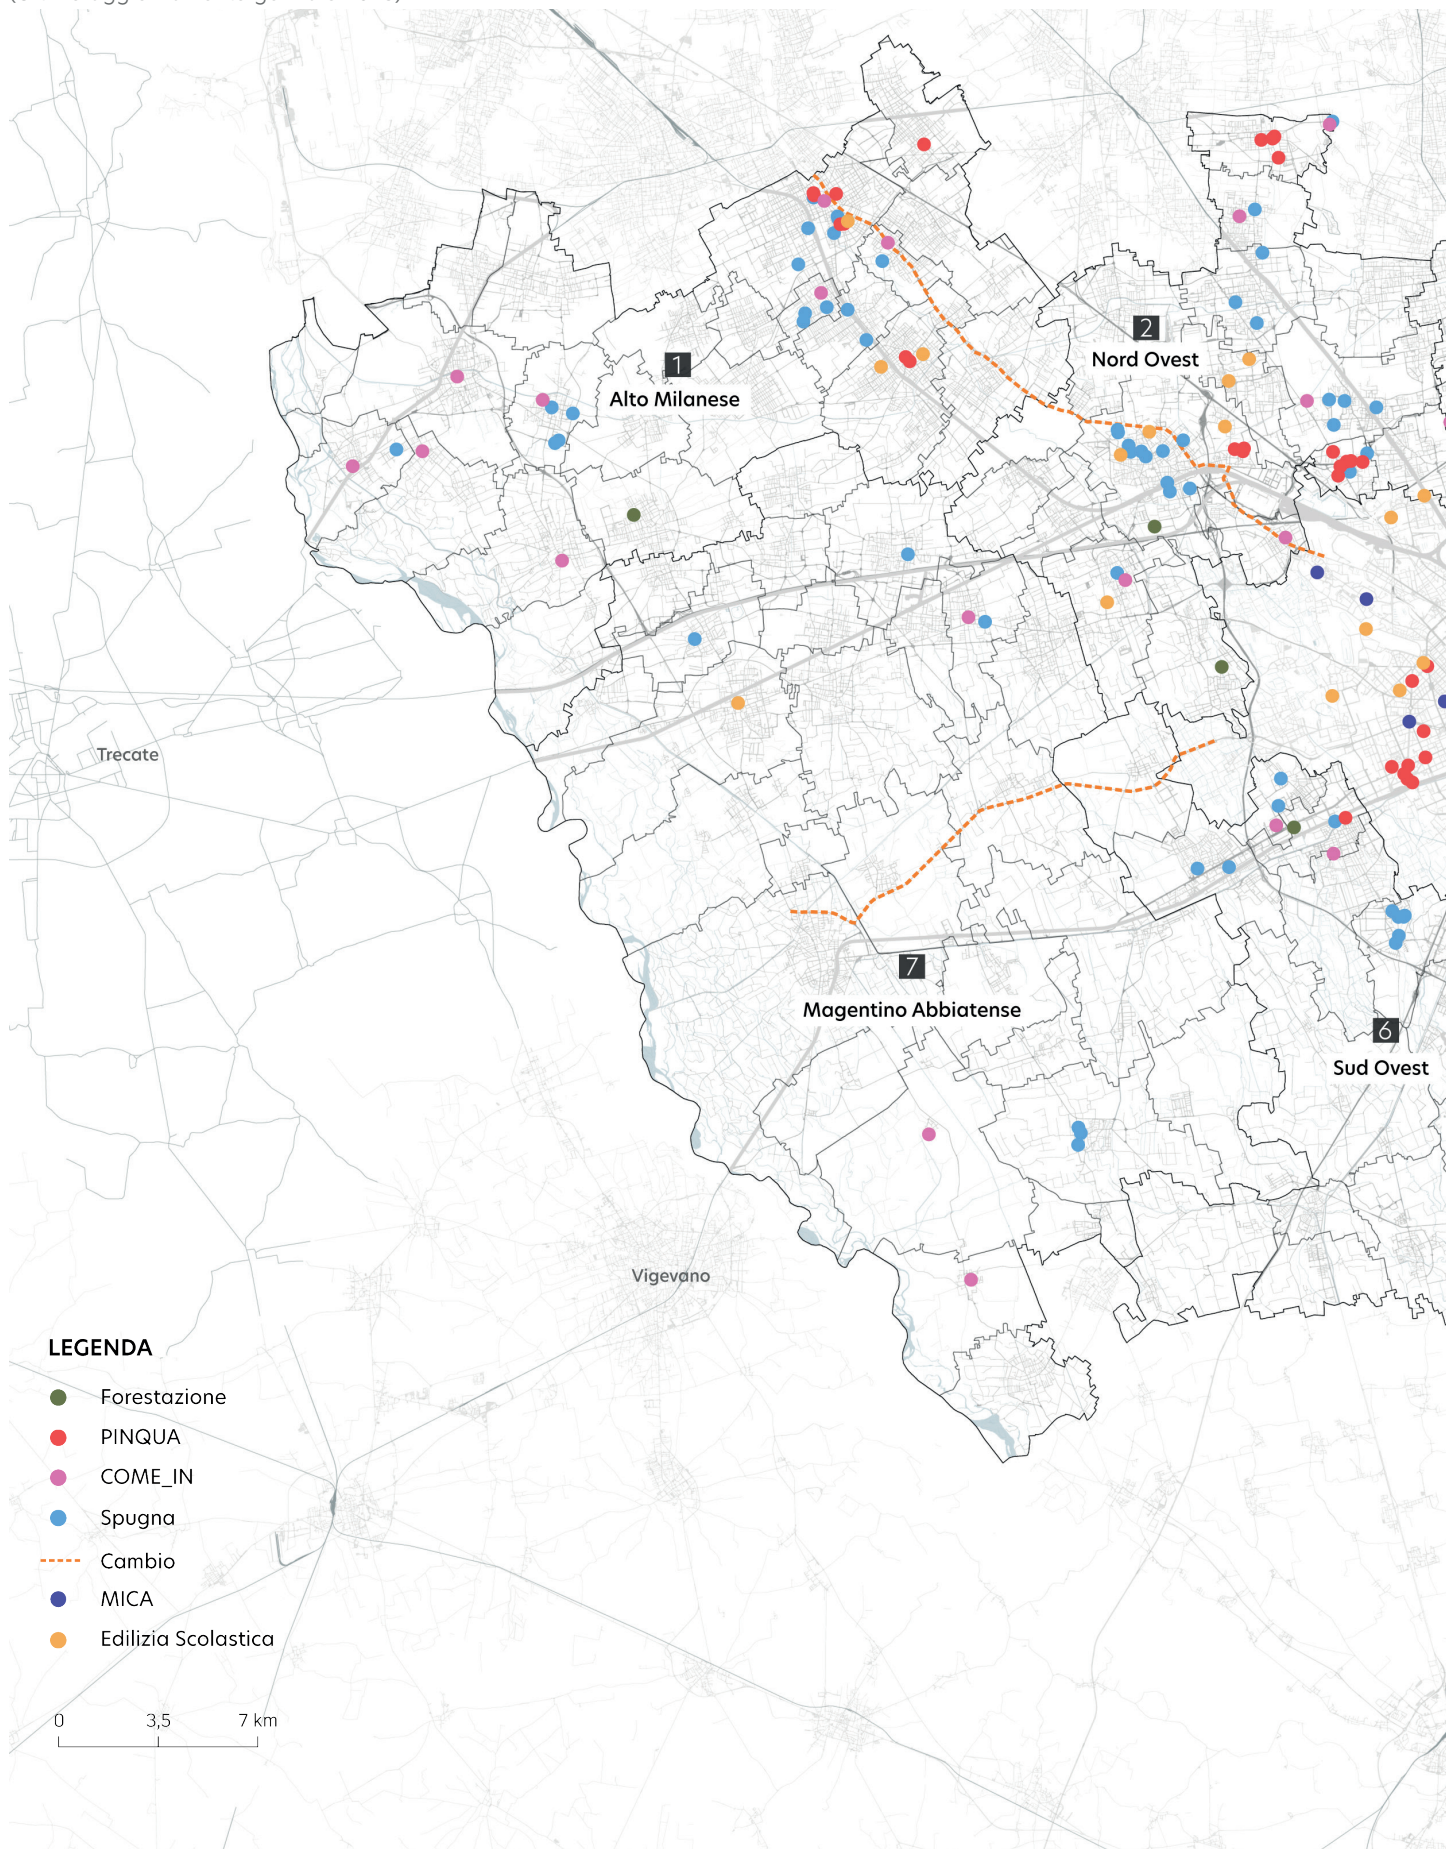 1
Alto Milanese
2
Nord Ovest
Trecate
7
Magentino Abbiatense
6
Sud Ovest
Vigevano
LEGENDA
Forestazione
PINQUA
COME_IN
Spugna
Cambio
MICA
Edilizia Scolastica
0 3,5 7 km